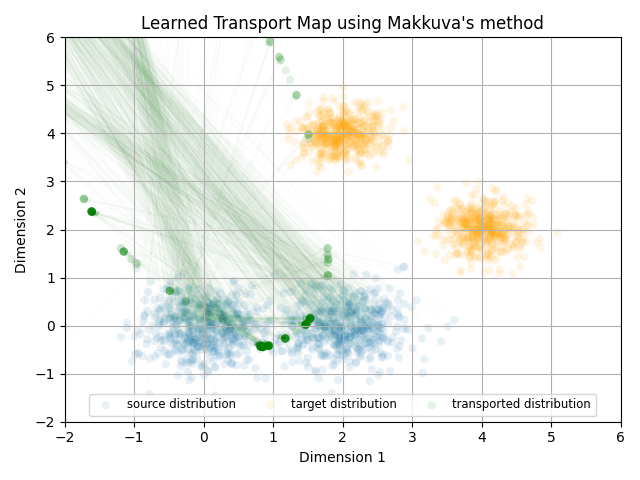 Learned Transport Map using Makkuva's method
6
5
4
3
2
1
0
−1
−2
Dimension 2
source distribution target distribution transported distribution
−2 −1 0 1 2 3 4 5 6
Dimension 1